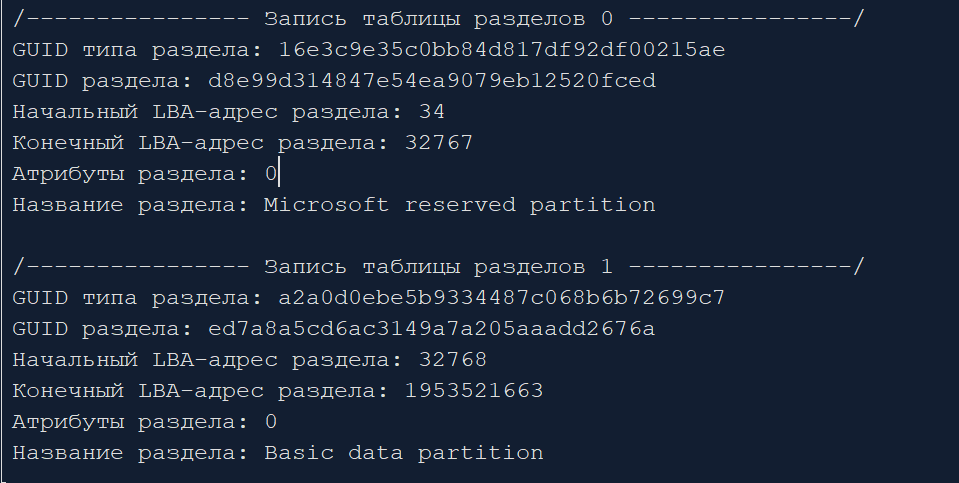 /---------------- Запись таблицы разделов 0 ----------------/
GUID типа раздела: 16e3c9e35c0bb84d817df92df00215ae
GUID раздела: d8e99d314847e54ea9079eb12520fced
Начальный LBA-адрес раздела: 34
Конечный LBA-адрес раздела: 32767
Атрибуты раздела: 0
Название раздела: Microsoft reserved partition
/---------------- Запись таблицы разделов 1 ----------------/
GUID типа раздела: a2a0d0ebe5b9334487c068b6b72699c7
GUID раздела: ed7a8a5cd6ac3149a7a205aaadd2676a
Начальный LBA-адрес раздела: 32768
Конечный LBA-адрес раздела: 1953521663
Атрибуты раздела: 0
Название раздела: Basic data partition